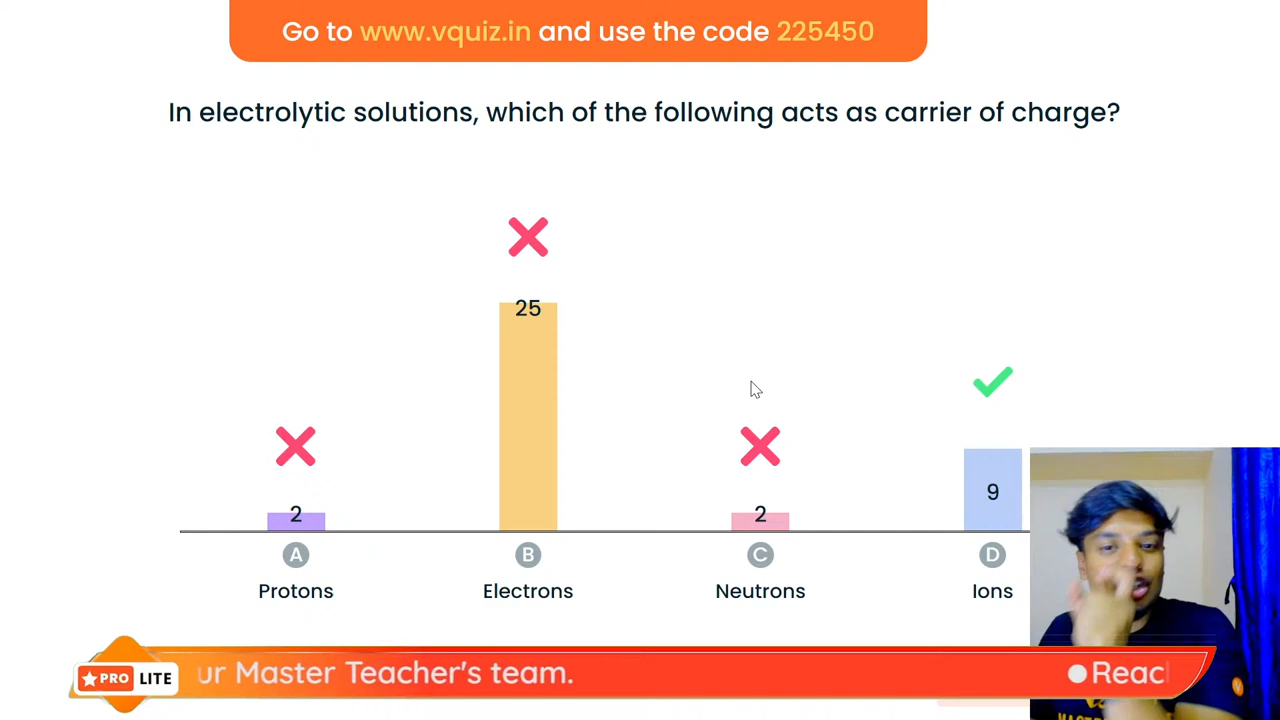 Go to www.vquiz.in and use the code 225450
In electrolytic solutions, which of the following acts as carrier of charge?
25
9
2
2
A
B
C
D
Protons
Electrons
Neutrons
Ions
PRO LITE
ur Master Teacher's team.
Reac